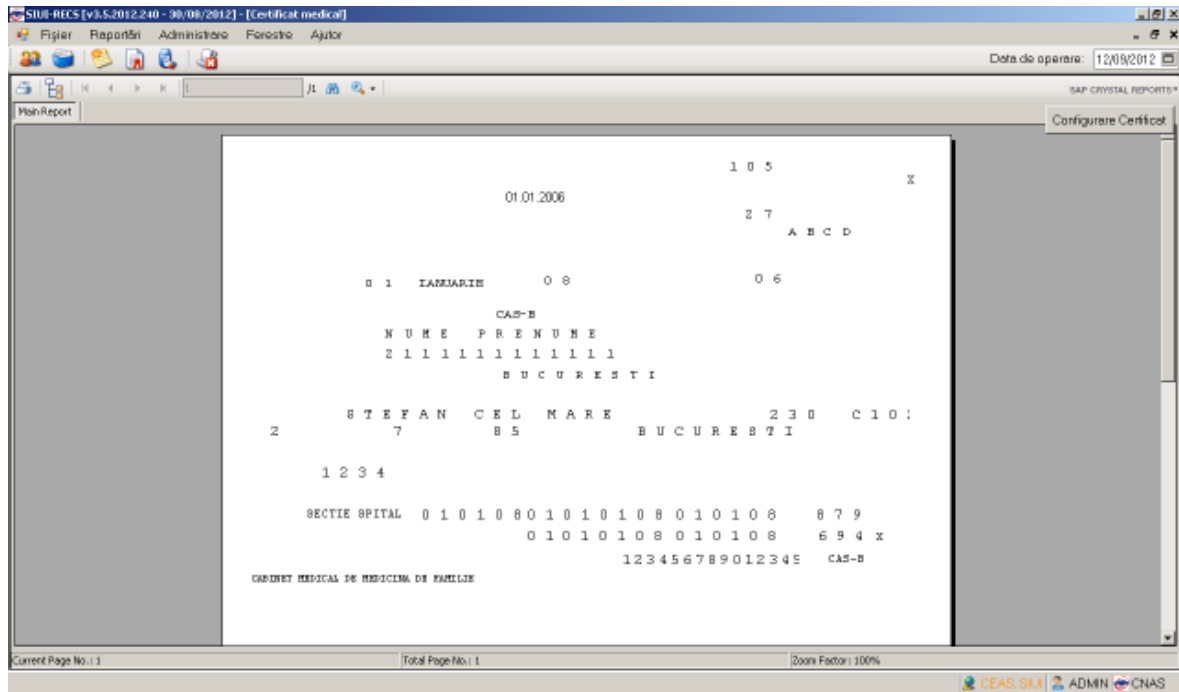 SIUI-RECS [v3.5.2012.240 - 30/08/2012] - [Certificat medical]
Fişier Raportări Administrare Ferestre Ajutor
Data de operare: 12/09/2012
1 /1 SAP CRYSTAL REPORTS®
Main Report
Configurare Certificat
1 0 5
X
01.01.2006
2 7
A B C D
0 1 IANUARIE 0 8 0 6
CAS-B
N U M E P R E N U M E
2 1 1 1 1 1 1 1 1 1 1 1 1
B U C U R E S T I
S T E F A N C E L M A R E 2 3 0 C 1 0
2 7 8 5 B U C U R E S T I
1 2 3 4
SECTIE SPITAL 0 1 0 1 0 8 0 1 0 1 0 1 0 8 0 1 0 1 0 8 8 7 9
0 1 0 1 0 1 0 8 0 1 0 1 0 8 6 9 4 x
123456789012345 CAS-B
CABINET MEDICAL DE MEDICINA DE FAMILIE
Current Page No.: 1 Total Page No.: 1 Zoom Factor: 100%
CEAS.SIUI ADMIN CNAS